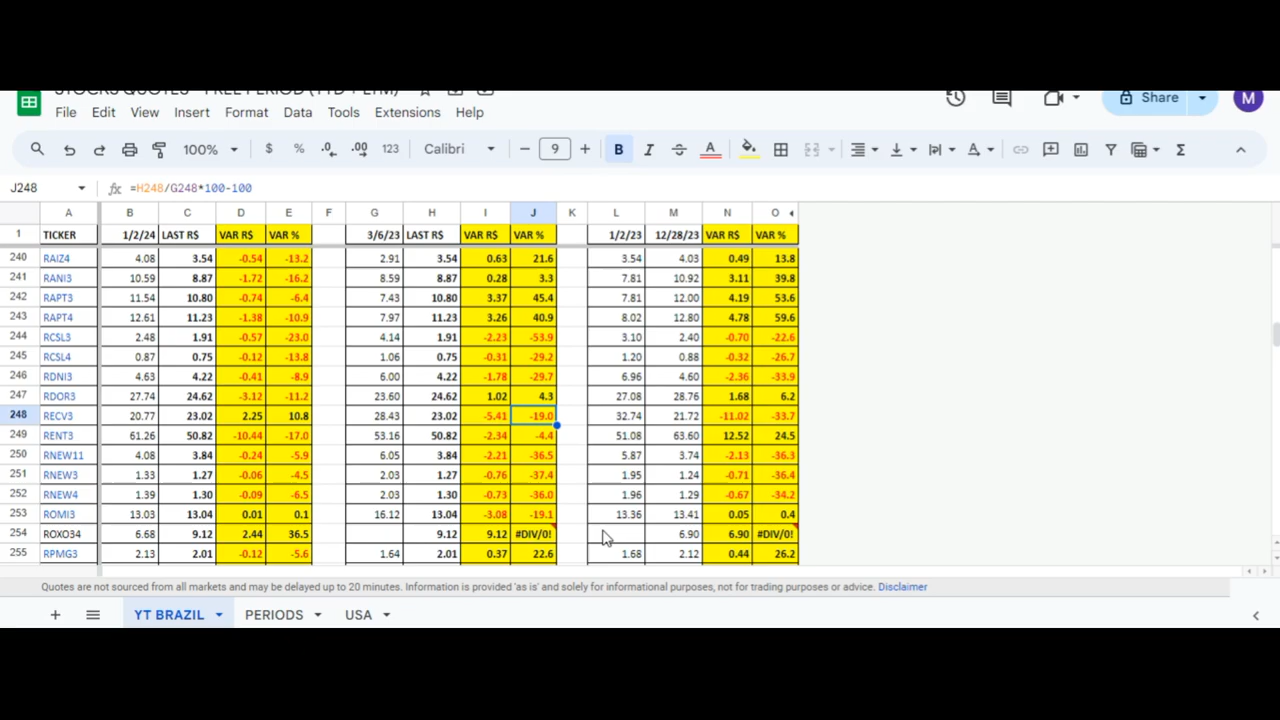 STOCKS QUOTES - FREE PERIOD (YTD + LTM)
File Edit View Insert Format Data Tools Extensions Help
Share M
100% $ % .0 .00 123 Calibri 9 B I A
J248 =H248/G248*100-100
A B C D E F G H I J K L M N O
1 TICKER 1/2/24 LAST R$ VAR R$ VAR % 3/6/23 LAST R$ VAR R$ VAR % 1/2/23 12/28/23 VAR R$ VAR %
240 RAIZ4 4.08 3.54 -0.54 -13.2 2.91 3.54 0.63 21.6 3.54 4.03 0.49 13.8
241 RANI3 10.59 8.87 -1.72 -16.2 8.59 8.87 0.28 3.3 7.81 10.92 3.11 39.8
242 RAPT3 11.54 10.80 -0.74 -6.4 7.43 10.80 3.37 45.4 7.81 12.00 4.19 53.6
243 RAPT4 12.61 11.23 -1.38 -10.9 7.97 11.23 3.26 40.9 8.02 12.80 4.78 59.6
244 RCSL3 2.48 1.91 -0.57 -23.0 4.14 1.91 -2.23 -53.9 3.10 2.40 -0.70 -22.6
245 RCSL4 0.87 0.75 -0.12 -13.8 1.06 0.75 -0.31 -29.2 1.20 0.88 -0.32 -26.7
246 RDNI3 4.63 4.22 -0.41 -8.9 6.00 4.22 -1.78 -29.7 6.96 4.60 -2.36 -33.9
247 RDOR3 27.74 24.62 -3.12 -11.2 23.60 24.62 1.02 4.3 27.08 28.76 1.68 6.2
248 RECV3 20.77 23.02 2.25 10.8 28.43 23.02 -5.41 -19.0 32.74 21.72 -11.02 -33.7
249 RENT3 61.26 50.82 -10.44 -17.0 53.16 50.82 -2.34 -4.4 51.08 63.60 12.52 24.5
250 RNEW11 4.08 3.84 -0.24 -5.9 6.05 3.84 -2.21 -36.5 5.87 3.74 -2.13 -36.3
251 RNEW3 1.33 1.27 -0.06 -4.5 2.03 1.27 -0.76 -37.4 1.95 1.24 -0.71 -36.4
252 RNEW4 1.39 1.30 -0.09 -6.5 2.03 1.30 -0.73 -36.0 1.96 1.29 -0.67 -34.2
253 ROMI3 13.03 13.04 0.01 0.1 16.12 13.04 -3.08 -19.1 13.36 13.41 0.05 0.4
254 ROXO34 6.68 9.12 2.44 36.5 9.12 9.12 #DIV/0! 6.90 6.90 #DIV/0!
255 RPMG3 2.13 2.01 -0.12 -5.6 1.64 2.01 0.37 22.6 1.68 2.12 0.44 26.2
Quotes are not sourced from all markets and may be delayed up to 20 minutes. Information is provided 'as is' and solely for informational purposes, not for trading purposes or advice. Disclaimer
YT BRAZIL PERIODS USA